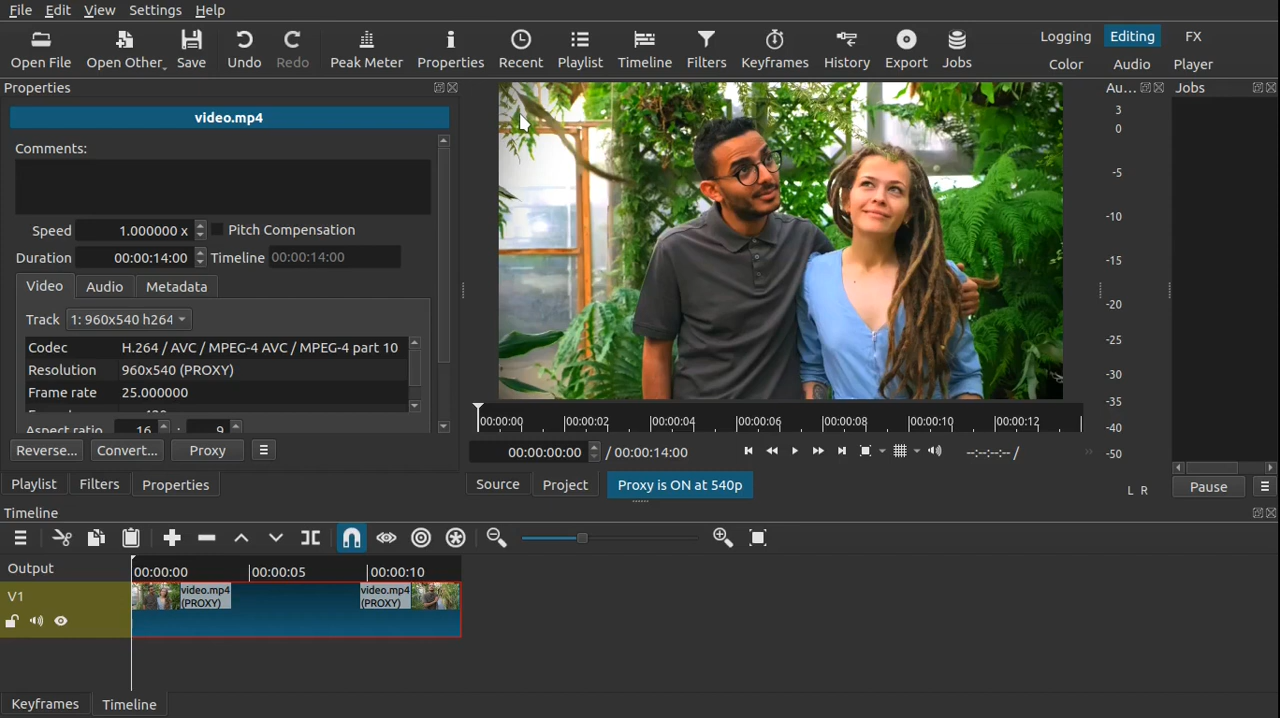 File Edit View Settings Help
Open File Open Other Save Undo Redo Peak Meter Properties Recent Playlist Timeline Filters Keyframes History Export Jobs
Logging Editing FX
Color Audio Player
Properties
video.mp4
Comments:
Speed 1.000000 x Pitch Compensation
Duration 00:00:14:00 Timeline 00:00:14:00
Video Audio Metadata
Track 1: 960x540 h264
Codec H.264 / AVC / MPEG-4 AVC / MPEG-4 part 10
Resolution 960x540 (PROXY)
Frame rate 25.000000
Aspect ratio 16 : 9
Reverse... Convert... Proxy
Playlist Filters Properties
00:00:00 00:00:02 00:00:04 00:00:06 00:00:08 00:00:10 00:00:12
00:00:00:00 / 00:00:14:00 --:--:--:-- /
Source Project Proxy is ON at 540p
Au...
3
0
-5
-10
-15
-20
-25
-30
-35
-40
-50
L R
Jobs
Pause
Timeline
Output
00:00:00 00:00:05 00:00:10
V1
video.mp4
(PROXY)
video.mp4
(PROXY)
Keyframes Timeline